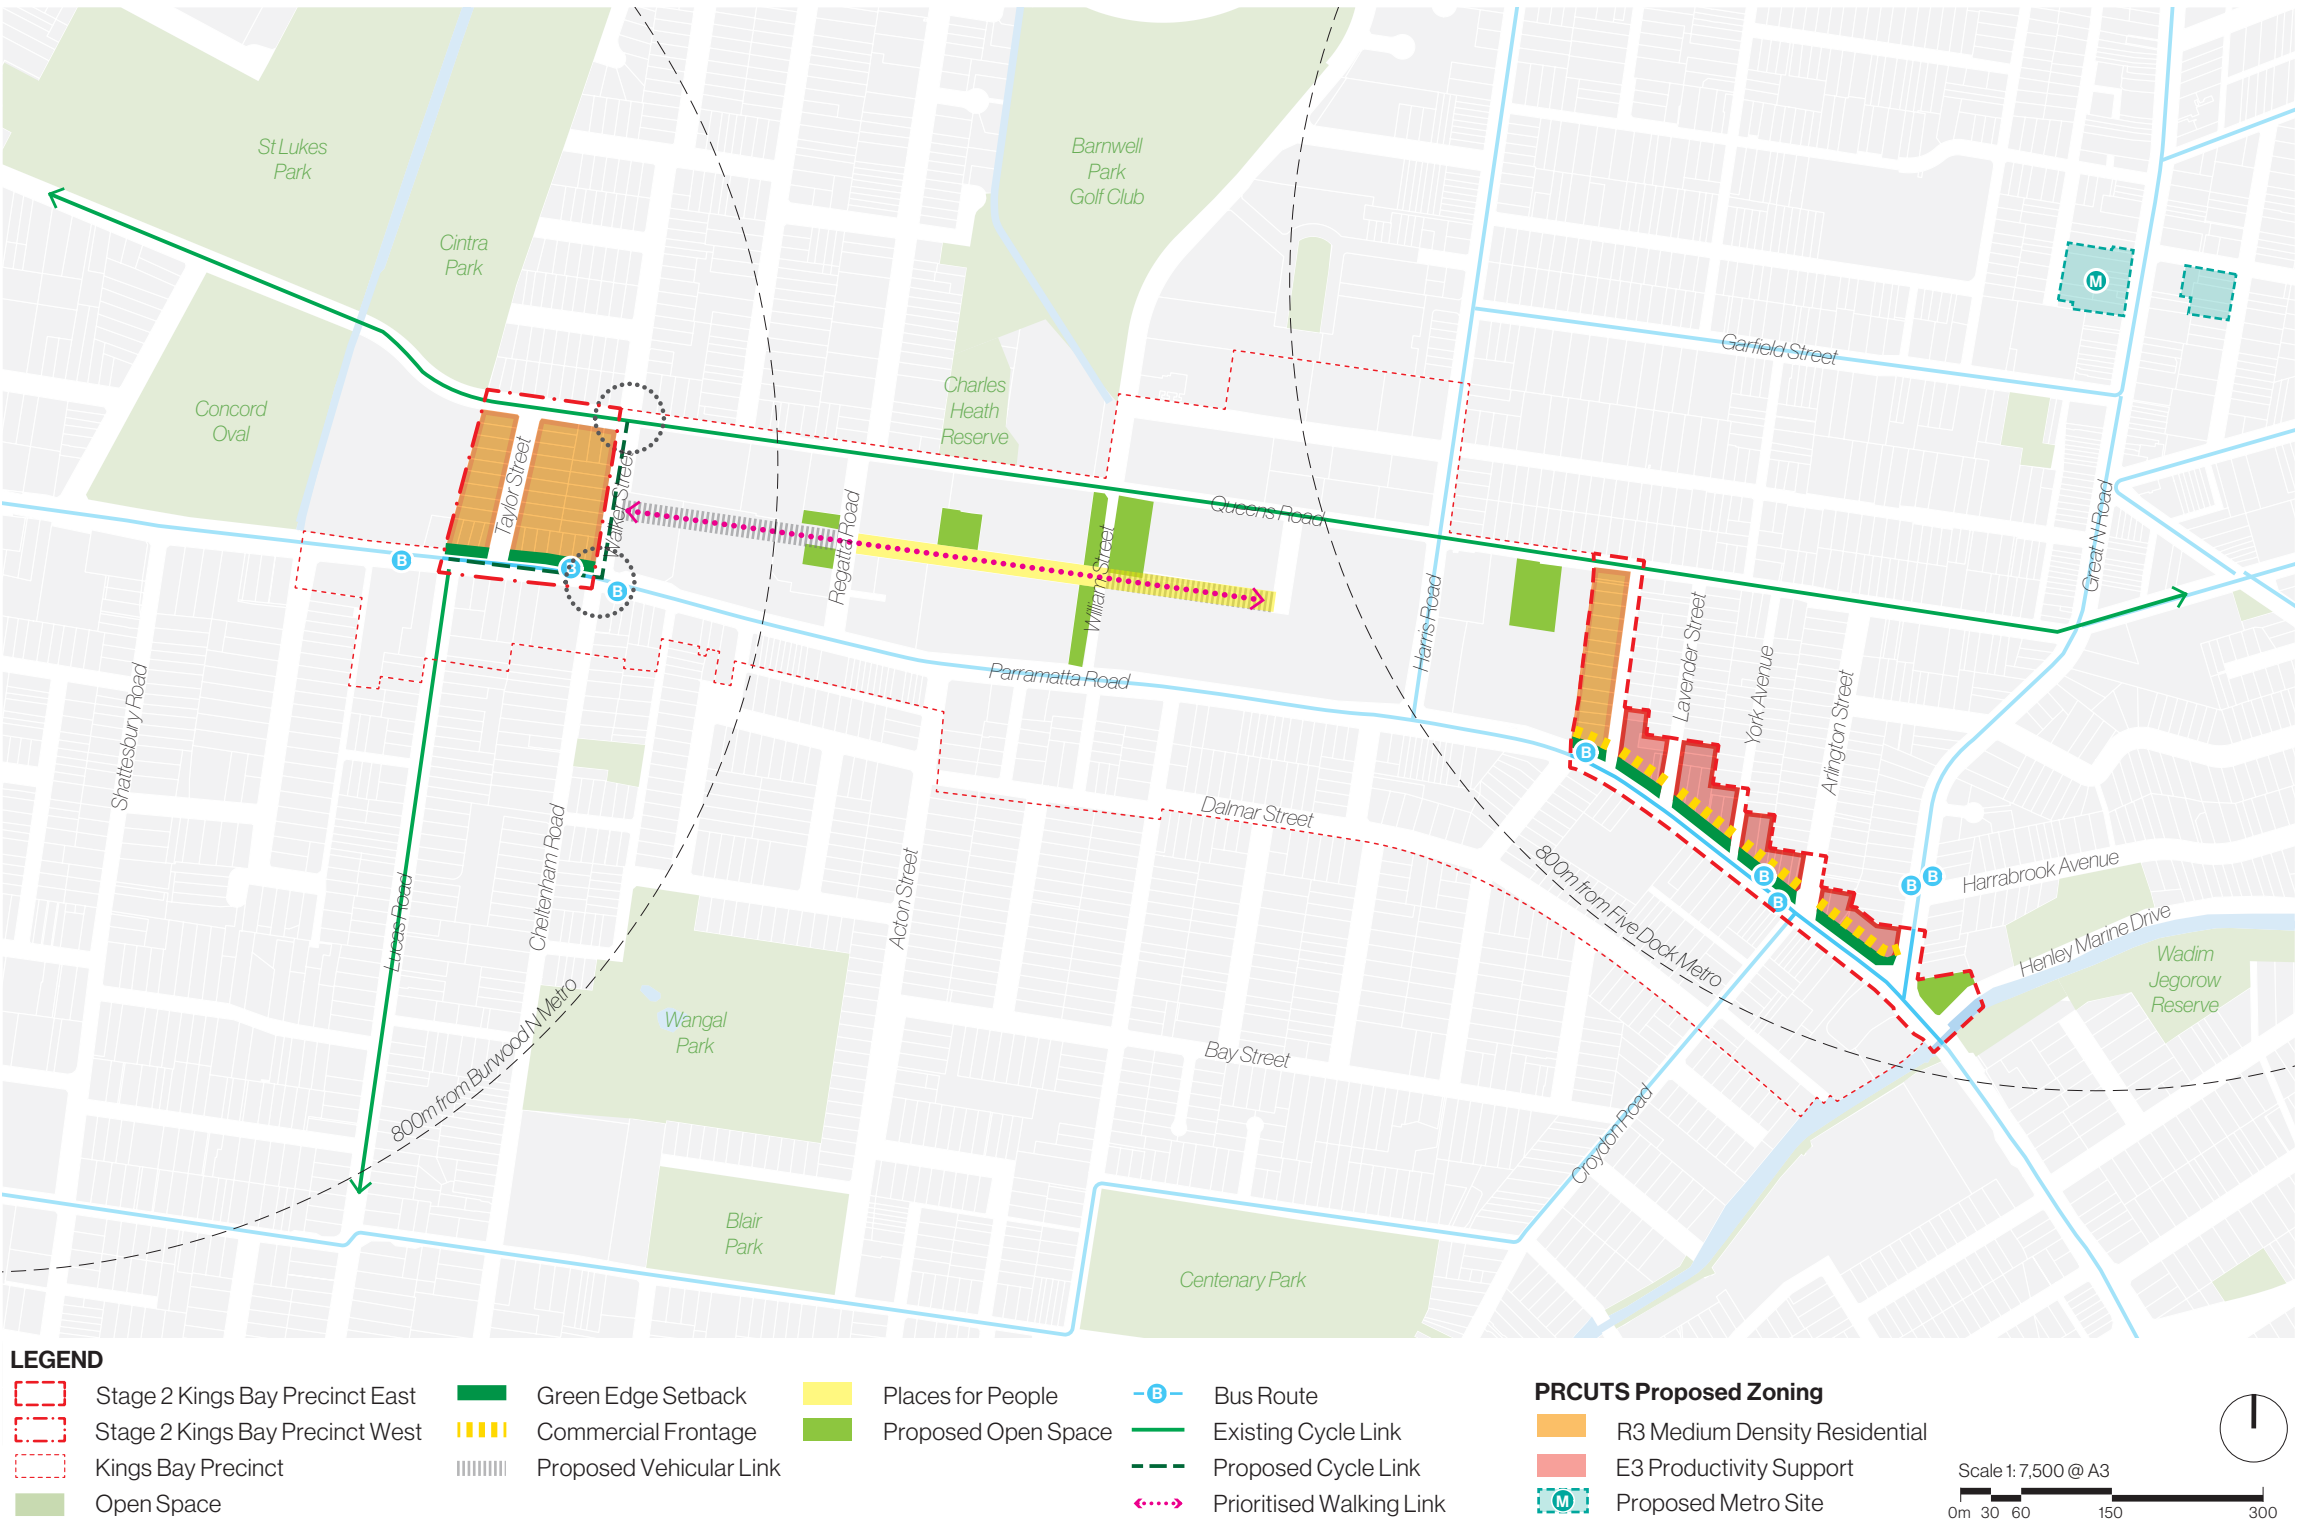 St Lukes
Park
Cintra
Park
Barnwell
Park
Golf Club
M
Garfield Street
Concord
Oval
Charles
Heath
Reserve
Taylor Street
Walker Street
Regatta Road
William Street
Queens Road
Harris Road
Great N Road
B
B
B
Parramatta Road
Lavender Street
York Avenue
Arlington Street
Shattesbury Road
Lucas Road
Cheltenham Road
Acton Street
Dalmar Street
B
B
B
B
B
800m from Five Dock Metro
Harrabrook Avenue
Henley Marine Drive
Wadim
Jegorow
Reserve
800m from Burwood N Metro
Wangal
Park
Bay Street
Croydon Road
Blair
Park
Centenary Park
LEGEND
Stage 2 Kings Bay Precinct East
Stage 2 Kings Bay Precinct West
Kings Bay Precinct
Open Space
Green Edge Setback
Commercial Frontage
Proposed Vehicular Link
Places for People
Proposed Open Space
B
Bus Route
Existing Cycle Link
Proposed Cycle Link
Prioritised Walking Link
PRCUTS Proposed Zoning
R3 Medium Density Residential
E3 Productivity Support
M
Proposed Metro Site
Scale 1: 7,500 @ A3
0m 30 60 150 300